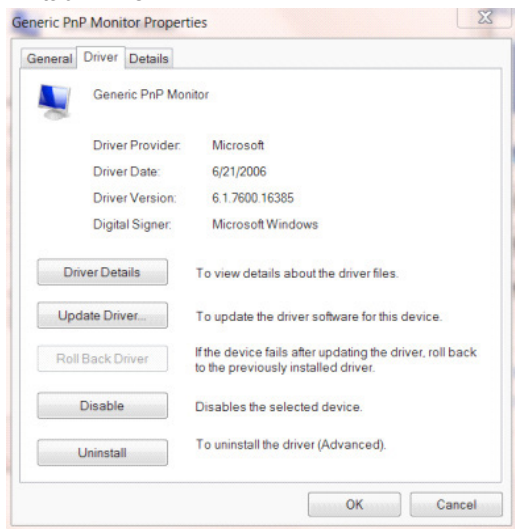 Generic PnP Monitor Properties
General Driver Details
Generic PnP Monitor
Driver Provider: Microsoft
Driver Date: 6/21/2006
Driver Version: 6.1.7600.16385
Digital Signer: Microsoft Windows
Driver Details To view details about the driver files.
Update Driver... To update the driver software for this device.
Roll Back Driver If the device fails after updating the driver, roll back
to the previously installed driver.
Disable Disables the selected device.
Uninstall To uninstall the driver (Advanced).
OK Cancel